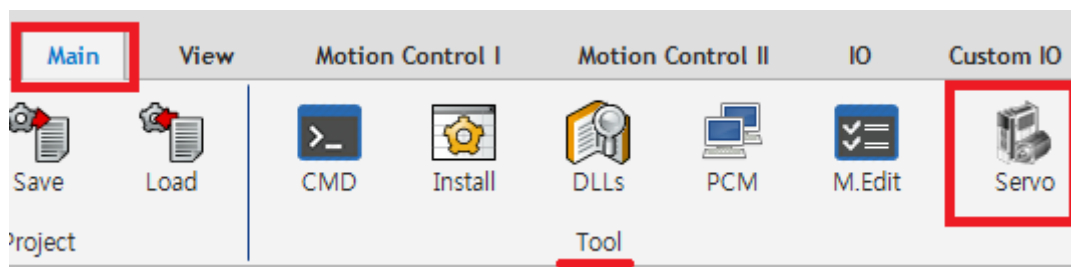 Main View Motion Control I Motion Control II IO Custom IO
Save Load CMD Install DLLs PCM M.Edit Servo
Project Tool